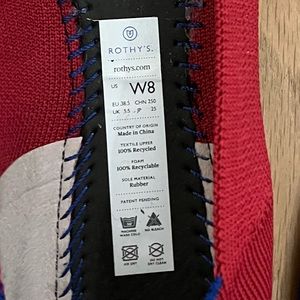 ROTHY'S.
rothys.com
US W8
EUR 38.5 CHN 250
UK 5.5 JP 25
COUNTRY OF ORIGIN
Made in China
TEXTILE UPPER
100% Recycled
FOAM
100% Recyclable
SOLE MATERIAL
Rubber
PATENT PENDING
MACHINE WASH COLD
NO BLEACH
AIR DRY
DO NOT DRY CLEAN